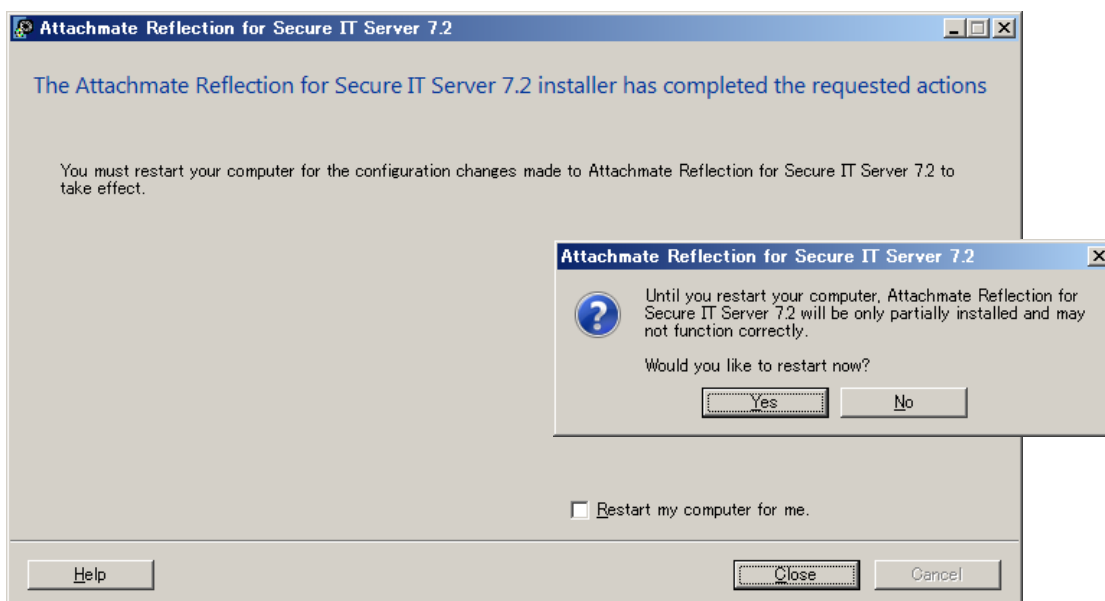 Attachmate Reflection for Secure IT Server 7.2
The Attachmate Reflection for Secure IT Server 7.2 installer has completed the requested actions
You must restart your computer for the configuration changes made to Attachmate Reflection for Secure IT Server 7.2 to
take effect.
Attachmate Reflection for Secure IT Server 7.2
Until you restart your computer, Attachmate Reflection for
Secure IT Server 7.2 will be only partially installed and may
not function correctly.
Would you like to restart now?
Yes No
Restart my computer for me.
Help Close Cancel